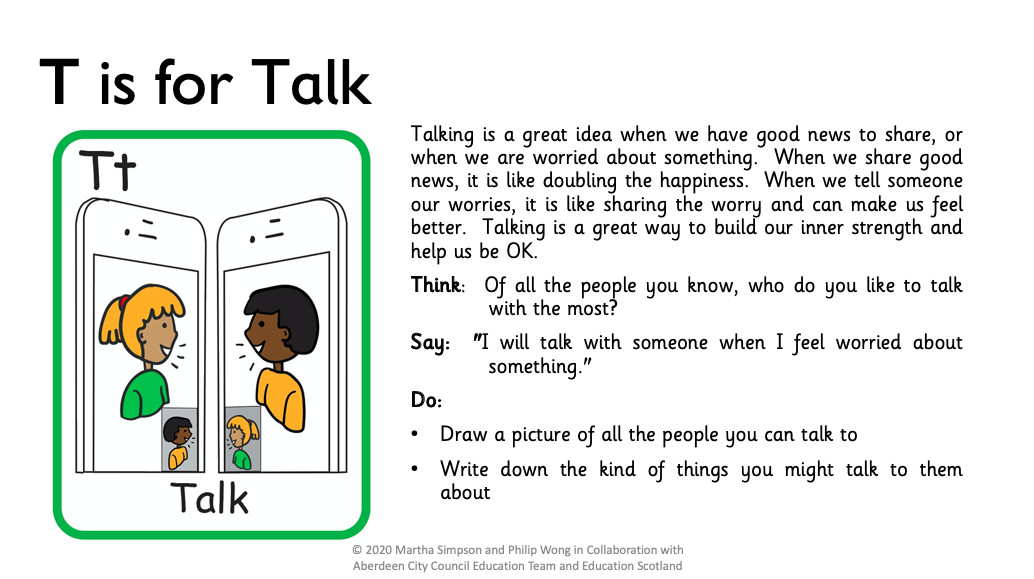 T is for Talk
Tt
Talk
Talking is a great idea when we have good news to share, or
when we are worried about something.  When we share good
news, it is like doubling the happiness.  When we tell someone
our worries, it is like sharing the worry and can make us feel
better.  Talking is a great way to build our inner strength and
help us be OK.
Think:  Of all the people you know, who do you like to talk
with the most?
Say:  "I will talk with someone when I feel worried about
something."
Do:
• Draw a picture of all the people you can talk to
• Write down the kind of things you might talk to them
about
© 2020 Martha Simpson and Philip Wong in Collaboration with
Aberdeen City Council Education Team and Education Scotland